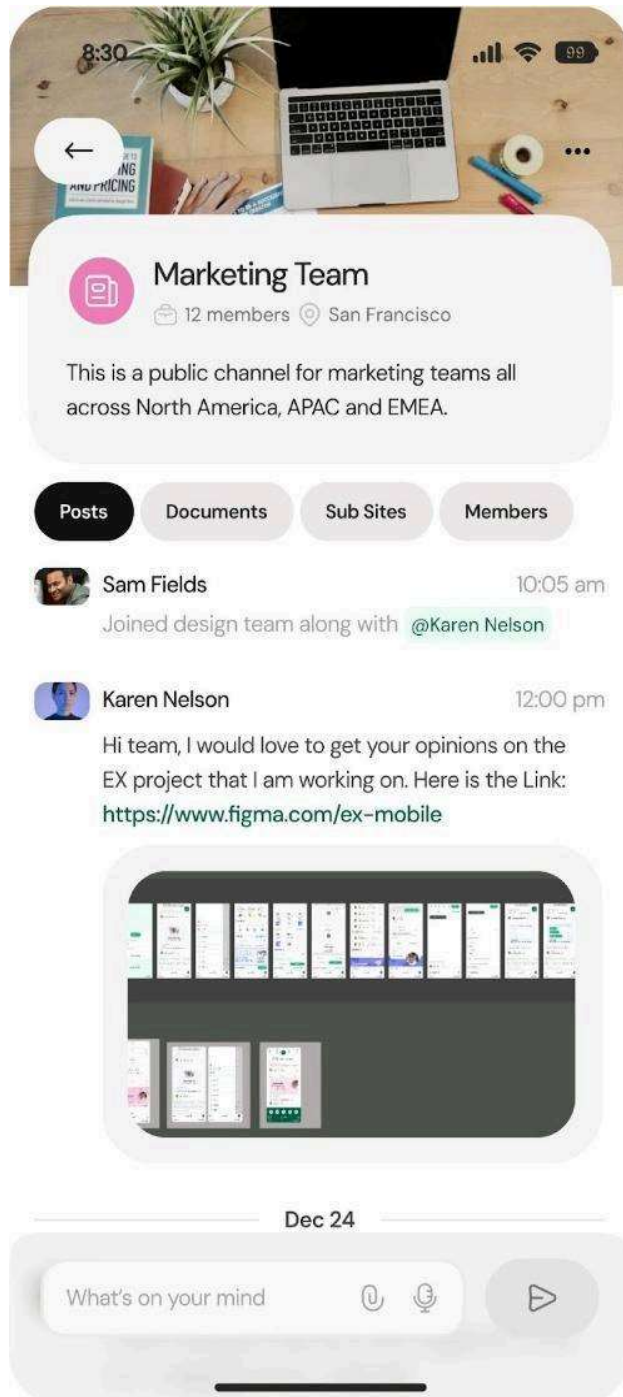 8:30
99
AND PRICING
Marketing Team
12 members San Francisco
This is a public channel for marketing teams all
across North America, APAC and EMEA.
Posts Documents Sub Sites Members
Sam Fields 10:05 am
Joined design team along with @Karen Nelson
Karen Nelson 12:00 pm
Hi team, I would love to get your opinions on the
EX project that I am working on. Here is the Link:
https://www.figma.com/ex-mobile
Dec 24
What's on your mind